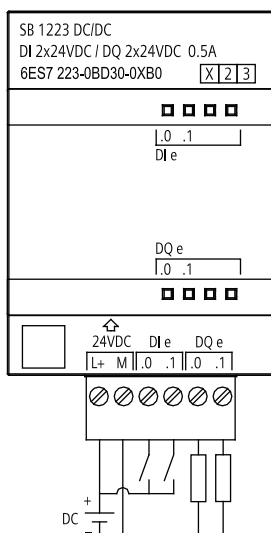 SB 1223 DC/DC
DI 2x24VDC / DQ 2x24VDC 0.5A
6ES7 223-0BD30-0XB0 X 2 3
.0 .1
DI e
DQ e
.0 .1
24VDC DI e DQ e
L+ M .0 .1 .0 .1
+
DC
–